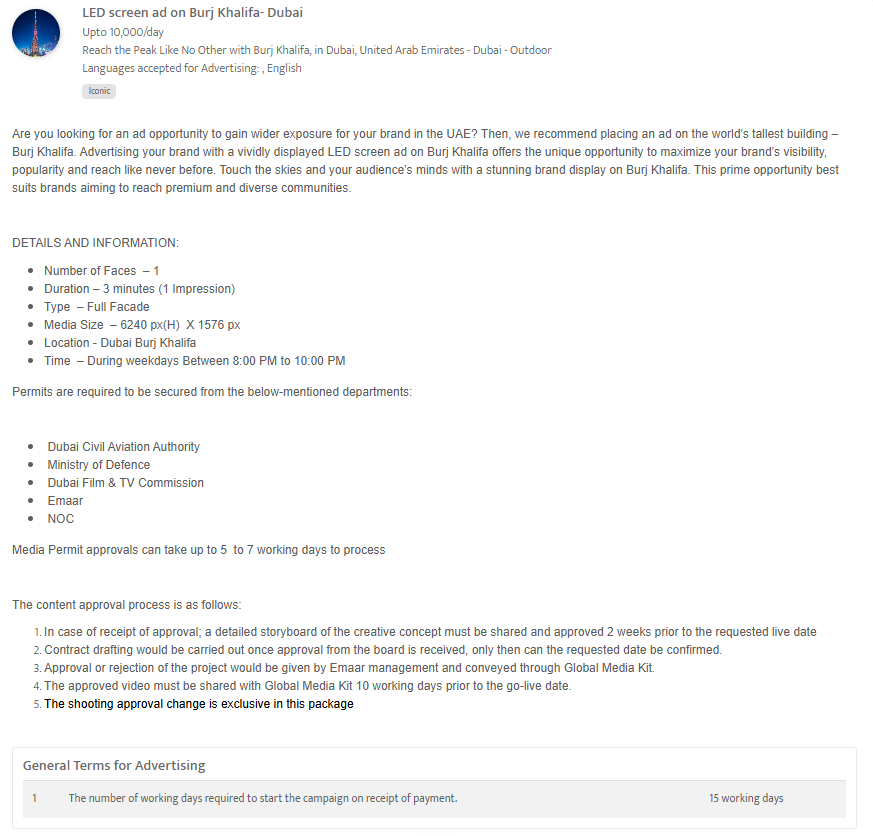 LED screen ad on Burj Khalifa- Dubai
Upto 10,000/day
Reach the Peak Like No Other with Burj Khalifa, in Dubai, United Arab Emirates - Dubai - Outdoor
Languages accepted for Advertising: , English
Iconic
Are you looking for an ad opportunity to gain wider exposure for your brand in the UAE? Then, we recommend placing an ad on the world's tallest building –
Burj Khalifa. Advertising your brand with a vividly displayed LED screen ad on Burj Khalifa offers the unique opportunity to maximize your brand's visibility,
popularity and reach like never before. Touch the skies and your audience's minds with a stunning brand display on Burj Khalifa. This prime opportunity best
suits brands aiming to reach premium and diverse communities.
DETAILS AND INFORMATION:
• Number of Faces – 1
• Duration – 3 minutes (1 Impression)
• Type – Full Facade
• Media Size – 6240 px(H) X 1576 px
• Location - Dubai Burj Khalifa
• Time – During weekdays Between 8:00 PM to 10:00 PM
Permits are required to be secured from the below-mentioned departments:
• Dubai Civil Aviation Authority
• Ministry of Defence
• Dubai Film & TV Commission
• Emaar
• NOC
Media Permit approvals can take up to 5 to 7 working days to process
The content approval process is as follows:
1. In case of receipt of approval; a detailed storyboard of the creative concept must be shared and approved 2 weeks prior to the requested live date
2. Contract drafting would be carried out once approval from the board is received, only then can the requested date be confirmed.
3. Approval or rejection of the project would be given by Emaar management and conveyed through Global Media Kit.
4. The approved video must be shared with Global Media Kit 10 working days prior to the go-live date.
5. The shooting approval change is exclusive in this package
General Terms for Advertising
1 The number of working days required to start the campaign on receipt of payment. 15 working days